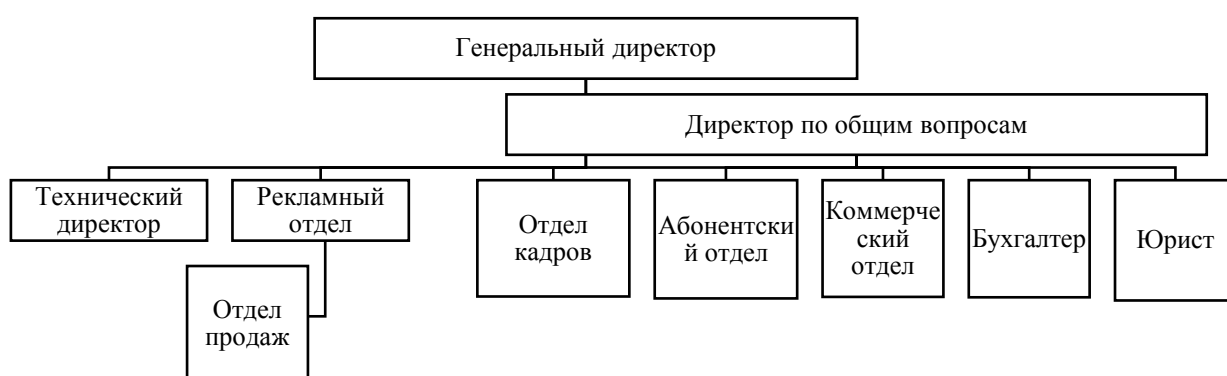 Генеральный директор
Директор по общим вопросам
Технический
директор
Рекламный
отдел
Отдел
кадров
Абонентски
й отдел
Коммерче
ский
отдел
Бухгалтер
Юрист
Отдел
продаж